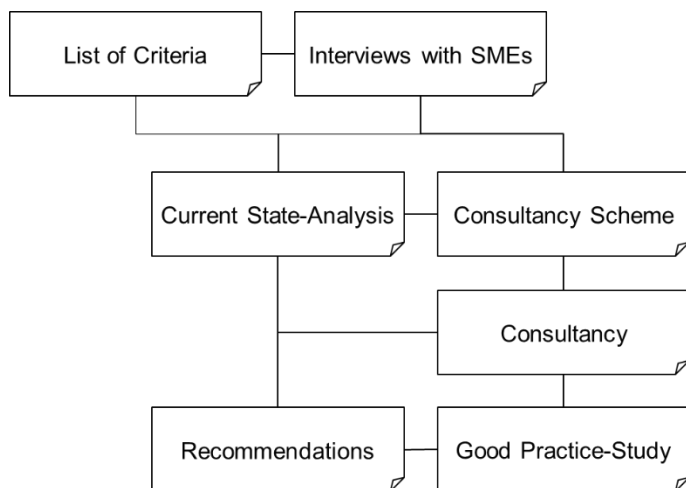 List of Criteria
Interviews with SMEs
Current State-Analysis
Consultancy Scheme
Consultancy
Recommendations
Good Practice-Study